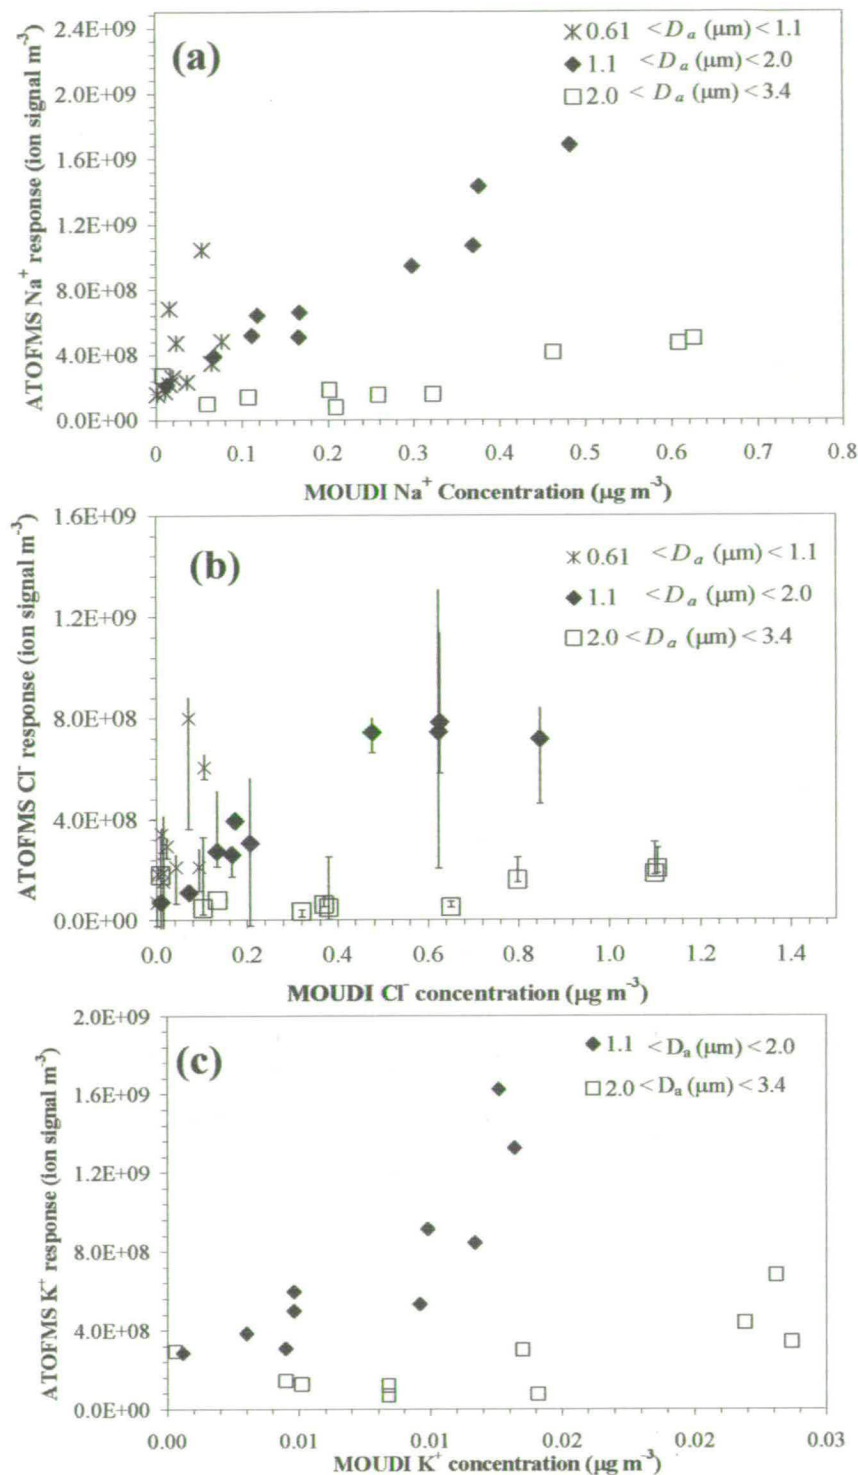 (a)
0.61 < D a (μm) < 1.1
1.1 < D a (μm) < 2.0
2.0 < D a (μm) < 3.4
2.4E+09
2.0E+09
1.6E+09
1.2E+09
8.0E+08
4.0E+08
0.0E+00
ATOFMS Na⁺ response (ion signal m⁻³)
0 0.1 0.2 0.3 0.4 0.5 0.6 0.7 0.8
MOUDI Na⁺ Concentration (μg m⁻³)
(b)
0.61 < D a (μm) < 1.1
1.1 < D a (μm) < 2.0
2.0 < D a (μm) < 3.4
1.6E+09
1.2E+09
8.0E+08
4.0E+08
0.0E+00
ATOFMS Cl⁻ response (ion signal m⁻³)
0.0 0.2 0.4 0.6 0.8 1.0 1.2 1.4
MOUDI Cl⁻ concentration (μg m⁻³)
(c)
1.1 < Dₐ (μm) < 2.0
2.0 < Dₐ (μm) < 3.4
2.0E+09
1.6E+09
1.2E+09
8.0E+08
4.0E+08
0.0E+00
ATOFMS K⁺ response (ion signal m⁻³)
0.00 0.01 0.01 0.02 0.02 0.03
MOUDI K⁺ concentration (μg m⁻³)